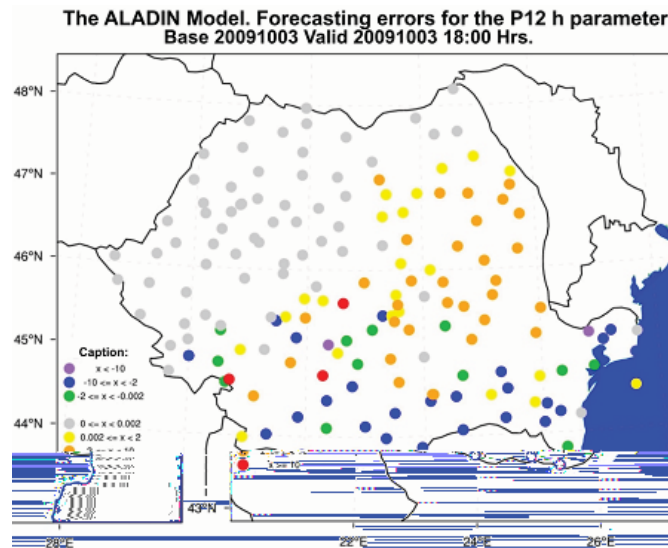 The ALADIN Model. Forecasting errors for the P12 h parameter
Base 20091003 Valid 20091003 18:00 Hrs.
48°N
47°N
46°N
45°N
44°N
Caption:
x < -10
-10 <= x < -2
-2 <= x < -0.002
0 <= x < 0.002
0.002 <= x < 2
x >= 10
43°N
28°E
22°E
24°E
26°E